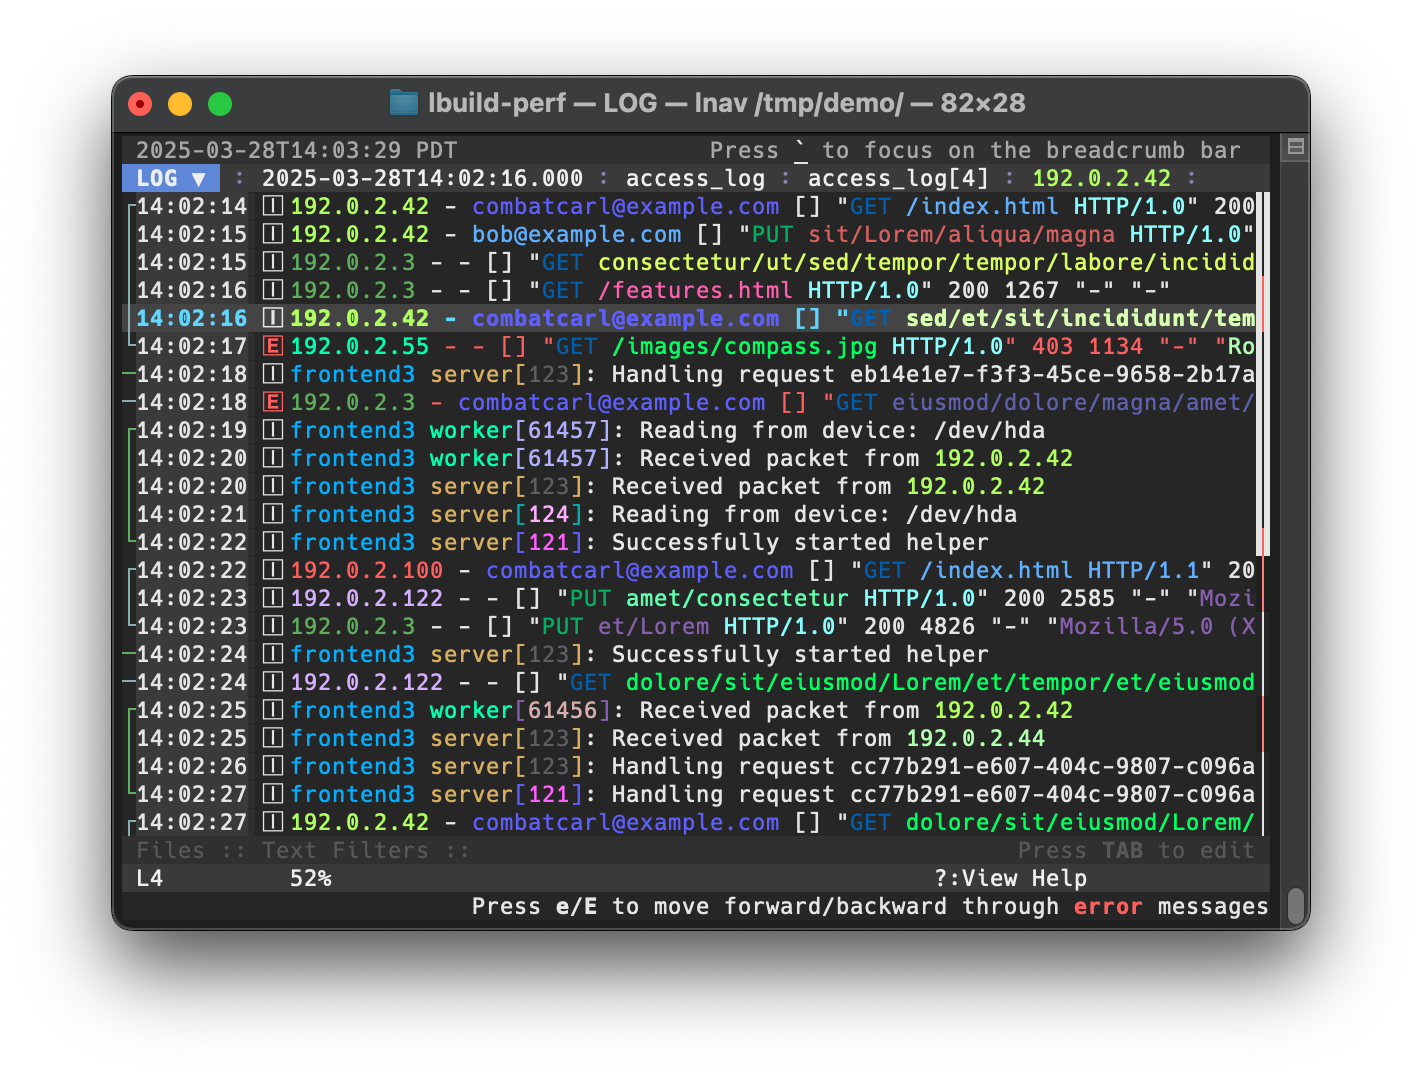 lbuild-perf — LOG — lnav /tmp/demo/ — 82×28
2025-03-28T14:03:29 PDT Press ` to focus on the breadcrumb bar
LOG ▼ : 2025-03-28T14:02:16.000 : access_log : access_log[4] : 192.0.2.42 :
14:02:14 I 192.0.2.42 - combatcarl@example.com [] "GET /index.html HTTP/1.0" 200
14:02:15 I 192.0.2.42 - bob@example.com [] "PUT sit/Lorem/aliqua/magna HTTP/1.0"
14:02:15 I 192.0.2.3 - - [] "GET consectetur/ut/sed/tempor/tempor/labore/incidid
14:02:16 I 192.0.2.3 - - [] "GET /features.html HTTP/1.0" 200 1267 "-" "-"
14:02:16 I 192.0.2.42 - combatcarl@example.com [] "GET sed/et/sit/incididunt/tem
14:02:17 E 192.0.2.55 - - [] "GET /images/compass.jpg HTTP/1.0" 403 1134 "-" "Ro
14:02:18 I frontend3 server[123]: Handling request eb14e1e7-f3f3-45ce-9658-2b17a
14:02:18 E 192.0.2.3 - combatcarl@example.com [] "GET eiusmod/dolore/magna/amet/
14:02:19 I frontend3 worker[61457]: Reading from device: /dev/hda
14:02:20 I frontend3 worker[61457]: Received packet from 192.0.2.42
14:02:20 I frontend3 server[123]: Received packet from 192.0.2.42
14:02:21 I frontend3 server[124]: Reading from device: /dev/hda
14:02:22 I frontend3 server[121]: Successfully started helper
14:02:22 I 192.0.2.100 - combatcarl@example.com [] "GET /index.html HTTP/1.1" 20
14:02:23 I 192.0.2.122 - - [] "PUT amet/consectetur HTTP/1.0" 200 2585 "-" "Mozi
14:02:23 I 192.0.2.3 - - [] "PUT et/Lorem HTTP/1.0" 200 4826 "-" "Mozilla/5.0 (X
14:02:24 I frontend3 server[123]: Successfully started helper
14:02:24 I 192.0.2.122 - - [] "GET dolore/sit/eiusmod/Lorem/et/tempor/et/eiusmod
14:02:25 I frontend3 worker[61456]: Received packet from 192.0.2.42
14:02:25 I frontend3 server[123]: Received packet from 192.0.2.44
14:02:26 I frontend3 server[123]: Handling request cc77b291-e607-404c-9807-c096a
14:02:27 I frontend3 server[121]: Handling request cc77b291-e607-404c-9807-c096a
14:02:27 I 192.0.2.42 - combatcarl@example.com [] "GET dolore/sit/eiusmod/Lorem/
Files :: Text Filters :: Press TAB to edit
L4 52% ?:View Help
Press e/E to move forward/backward through error messages